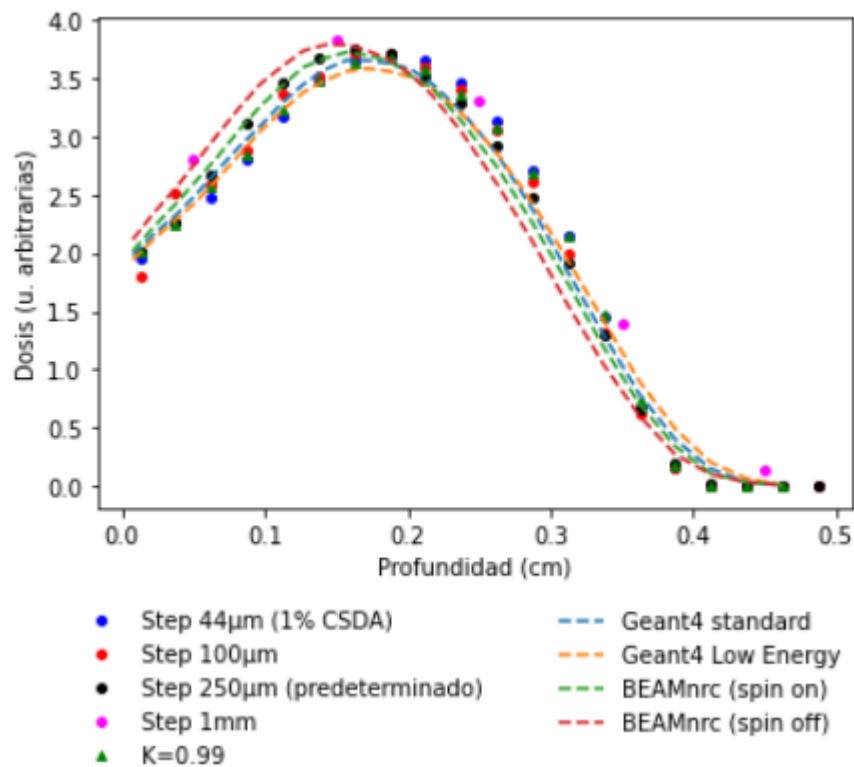 4.0
3.5
3.0
2.5
2.0
1.5
1.0
0.5
0.0
Dosis (u. arbitrarias)
0.0 0.1 0.2 0.3 0.4 0.5
Profundidad (cm)
Step 44μm (1% CSDA)
Step 100μm
Step 250μm (predeterminado)
Step 1mm
K=0.99
Geant4 standard
Geant4 Low Energy
BEAMnrc (spin on)
BEAMnrc (spin off)